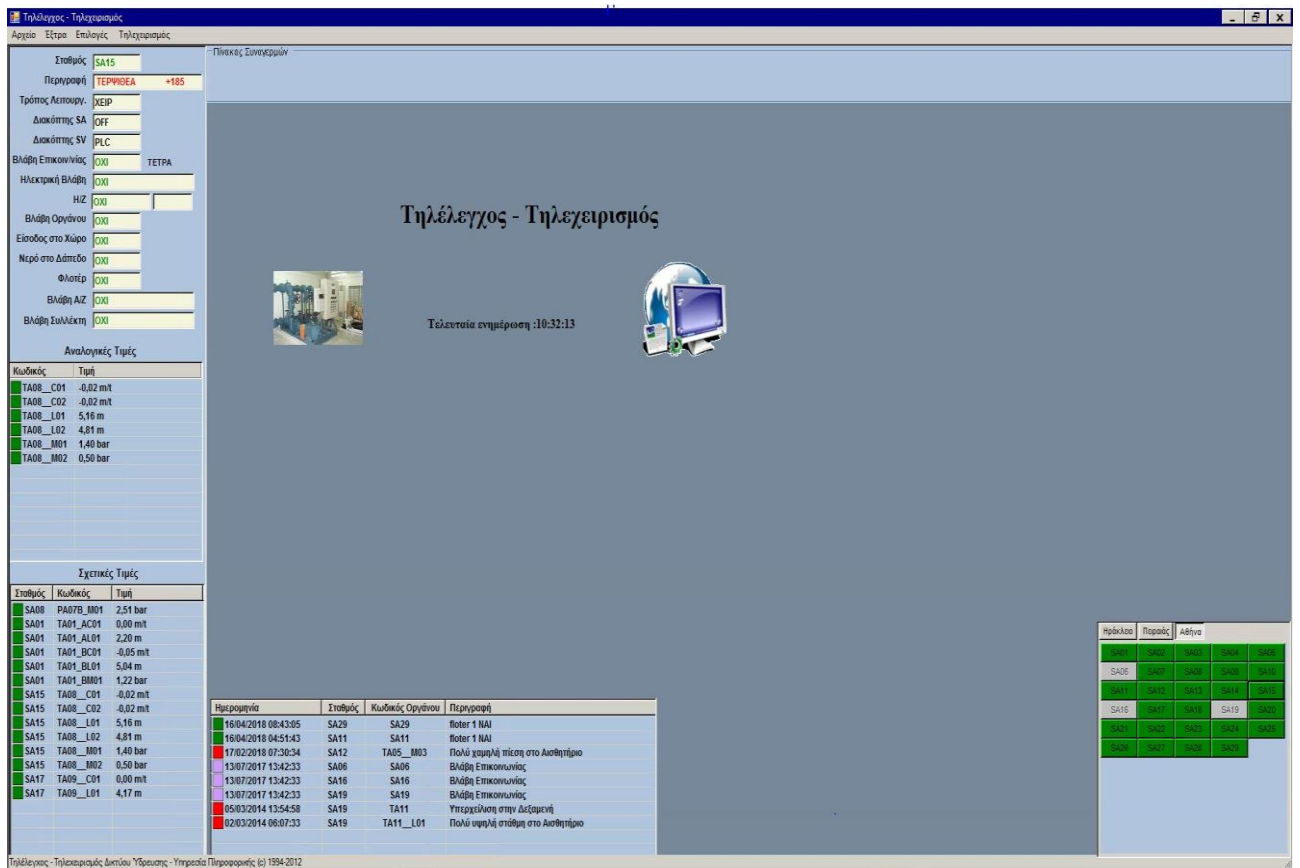 Τηλέλεγχος - Τηλεχειρισμός
Αρχείο Έξτρα Επιλογές Τηλεχειρισμός
Σταθμός SA15
Περιγραφή ΤΕΡΨΙΘΕΑ +185
Τρόπος Λειτουργ. ΧΕΙΡ
Διακόπτης SA OFF
Διακόπτης SV PLC
Βλάβη Επικοιν/νίας ΟΧΙ ΤΕΤΡΑ
Ηλεκτρική Βλάβη ΟΧΙ
Η/Ζ ΟΧΙ
Βλάβη Οργάνου ΟΧΙ
Είσοδος στο Χώρο ΟΧΙ
Νερό στο Δάπεδο ΟΧΙ
Φλοτέρ ΟΧΙ
Βλάβη Α/Ζ ΟΧΙ
Βλάβη Συλλέκτη ΟΧΙ
Αναλογικές Τιμές
Κωδικός Τιμή
TA08__C01 -0,02 m/t
TA08__C02 -0,02 m/t
TA08__L01 5,16 m
TA08__L02 4,81 m
TA08__M01 1,40 bar
TA08__M02 0,50 bar
Σχετικές Τιμές
Σταθμός Κωδικός Τιμή
SA08 PA07B_M01 2,51 bar
SA01 TA01_AC01 0,00 m/t
SA01 TA01_AL01 2,20 m
SA01 TA01_BC01 -0,05 m/t
SA01 TA01_BL01 5,04 m
SA01 TA01_BM01 1,22 bar
SA15 TA08__C01 -0,02 m/t
SA15 TA08__C02 -0,02 m/t
SA15 TA08__L01 5,16 m
SA15 TA08__L02 4,81 m
SA15 TA08__M01 1,40 bar
SA15 TA08__M02 0,50 bar
SA17 TA09__C01 0,00 m/t
SA17 TA09__L01 4,17 m
Πίνακας Συναγερμών
Τηλέλεγχος - Τηλεχειρισμός
Τελευταία ενημέρωση :10:32:13
Ημερομηνία Σταθμός Κωδικός Οργάνου Περιγραφή
16/04/2018 08:43:05 SA29 SA29 floter 1 NAI
16/04/2018 04:51:43 SA11 SA11 floter 1 NAI
17/02/2018 07:30:34 SA12 TA05__M03 Πολύ χαμηλή πίεση στο Αισθητήριο
13/07/2017 13:42:33 SA06 SA06 Βλάβη Επικοινωνίας
13/07/2017 13:42:33 SA16 SA16 Βλάβη Επικοινωνίας
13/07/2017 13:42:33 SA19 SA19 Βλάβη Επικοινωνίας
05/03/2014 13:54:58 SA19 TA11 Υπερχείλιση στην Δεξαμενή
02/03/2014 06:07:33 SA19 TA11__L01 Πολύ υψηλή στάθμη στο Αισθητήριο
Ηράκλειο Πειραιάς Αθήνα
SA01 SA02 SA03 SA04 SA05
SA06 SA07 SA08 SA09 SA10
SA11 SA12 SA13 SA14 SA15
SA16 SA17 SA18 SA19 SA20
SA21 SA22 SA23 SA24 SA25
SA26 SA27 SA28 SA29
Τηλέλεγχος - Τηλεχειρισμός Δικτύου Ύδρευσης - Υπηρεσία Πληροφορικής (c) 1994-2012